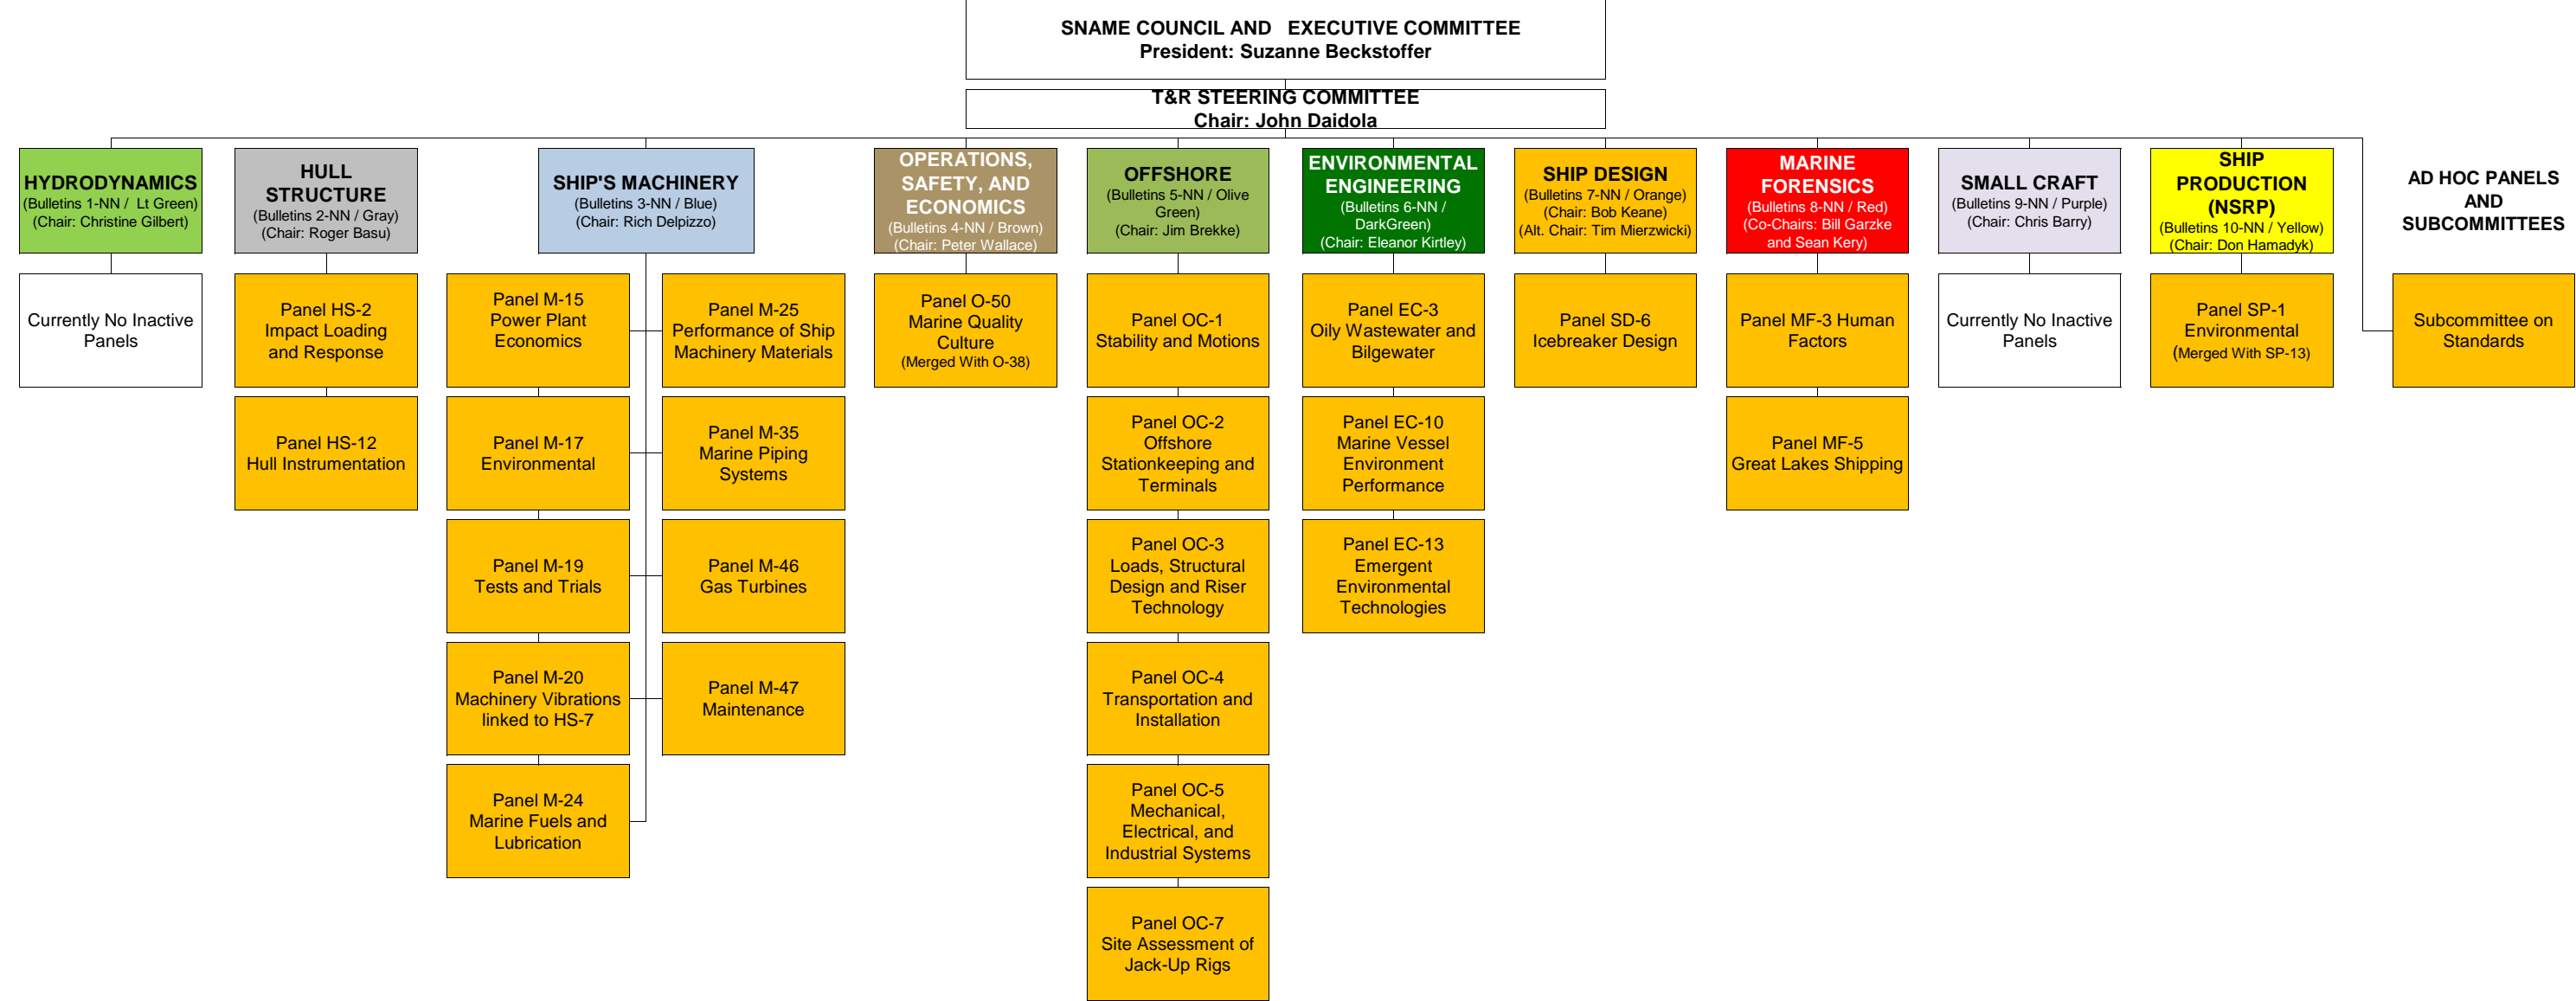 SNAME COUNCIL AND EXECUTIVE COMMITTEE
President: Suzanne Beckstoffer
T&R STEERING COMMITTEE
Chair: John Daidola
HYDRODYNAMICS
(Bulletins 1-NN / Lt Green)
(Chair: Christine Gilbert)
HULL
STRUCTURE
(Bulletins 2-NN / Gray)
(Chair: Roger Basu)
SHIP'S MACHINERY
(Bulletins 3-NN / Blue)
(Chair: Rich Delpizzo)
OPERATIONS,
SAFETY, AND
ECONOMICS
(Bulletins 4-NN / Brown)
(Chair: Peter Wallace)
OFFSHORE
(Bulletins 5-NN / Olive
Green)
(Chair: Jim Brekke)
ENVIRONMENTAL
ENGINEERING
(Bulletins 6-NN /
DarkGreen)
(Chair: Eleanor Kirtley)
SHIP DESIGN
(Bulletins 7-NN / Orange)
(Chair: Bob Keane)
(Alt. Chair: Tim Mierzwicki)
MARINE
FORENSICS
(Bulletins 8-NN / Red)
(Co-Chairs: Bill Garzke
and Sean Kery)
SMALL CRAFT
(Bulletins 9-NN / Purple)
(Chair: Chris Barry)
SHIP
PRODUCTION
(NSRP)
(Bulletins 10-NN / Yellow)
(Chair: Don Hamadyk)
AD HOC PANELS
AND
SUBCOMMITTEES
Currently No Inactive
Panels
Panel HS-2
Impact Loading
and Response
Panel M-15
Power Plant
Economics
Panel M-25
Performance of Ship
Machinery Materials
Panel O-50
Marine Quality
Culture
(Merged With O-38)
Panel OC-1
Stability and Motions
Panel EC-3
Oily Wastewater and
Bilgewater
Panel SD-6
Icebreaker Design
Panel MF-3 Human
Factors
Currently No Inactive
Panels
Panel SP-1
Environmental
(Merged With SP-13)
Subcommittee on
Standards
Panel HS-12
Hull Instrumentation
Panel M-17
Environmental
Panel M-35
Marine Piping
Systems
Panel OC-2
Offshore
Stationkeeping and
Terminals
Panel EC-10
Marine Vessel
Environment
Performance
Panel MF-5
Great Lakes Shipping
Panel M-19
Tests and Trials
Panel M-46
Gas Turbines
Panel OC-3
Loads, Structural
Design and Riser
Technology
Panel EC-13
Emergent
Environmental
Technologies
Panel M-20
Machinery Vibrations
linked to HS-7
Panel M-47
Maintenance
Panel OC-4
Transportation and
Installation
Panel M-24
Marine Fuels and
Lubrication
Panel OC-5
Mechanical,
Electrical, and
Industrial Systems
Panel OC-7
Site Assessment of
Jack-Up Rigs